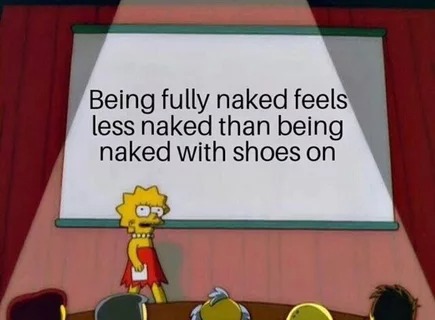 Being fully naked feels
less naked than being
naked with shoes on